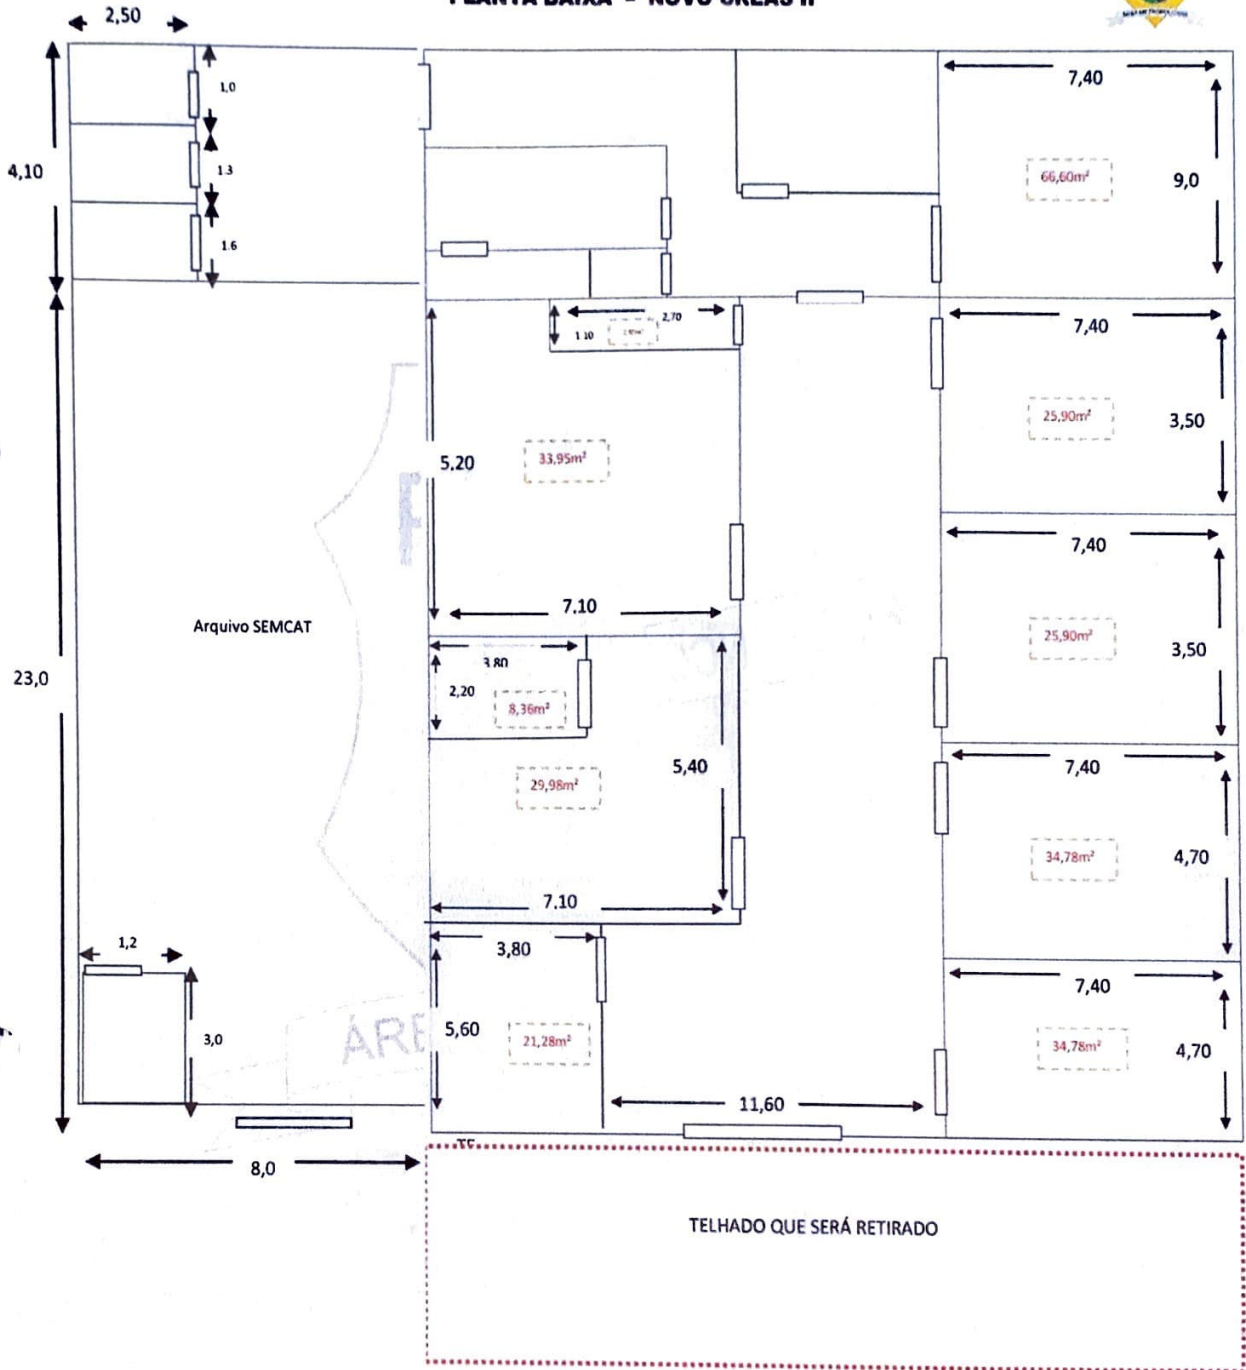 PLANTA BAIXA - NOVO CREAS II
2,50
1,0
7,40
4,10
1.3
66,60m²
9,0
1.6
2,70
1 10
7,40
25,90m²
3,50
5,20
33,95m²
7,40
7.10
Arquivo SEMCAT
25,90m²
3,50
3 80
23,0
2,20
8,36m²
5,40
7,40
29,98m²
34,78m²
4,70
7.10
1,2
3,80
7,40
3,0
5,60
21,28m²
34,78m²
4,70
ÁRE
11,60
TE
8,0
TELHADO QUE SERÁ RETIRADO